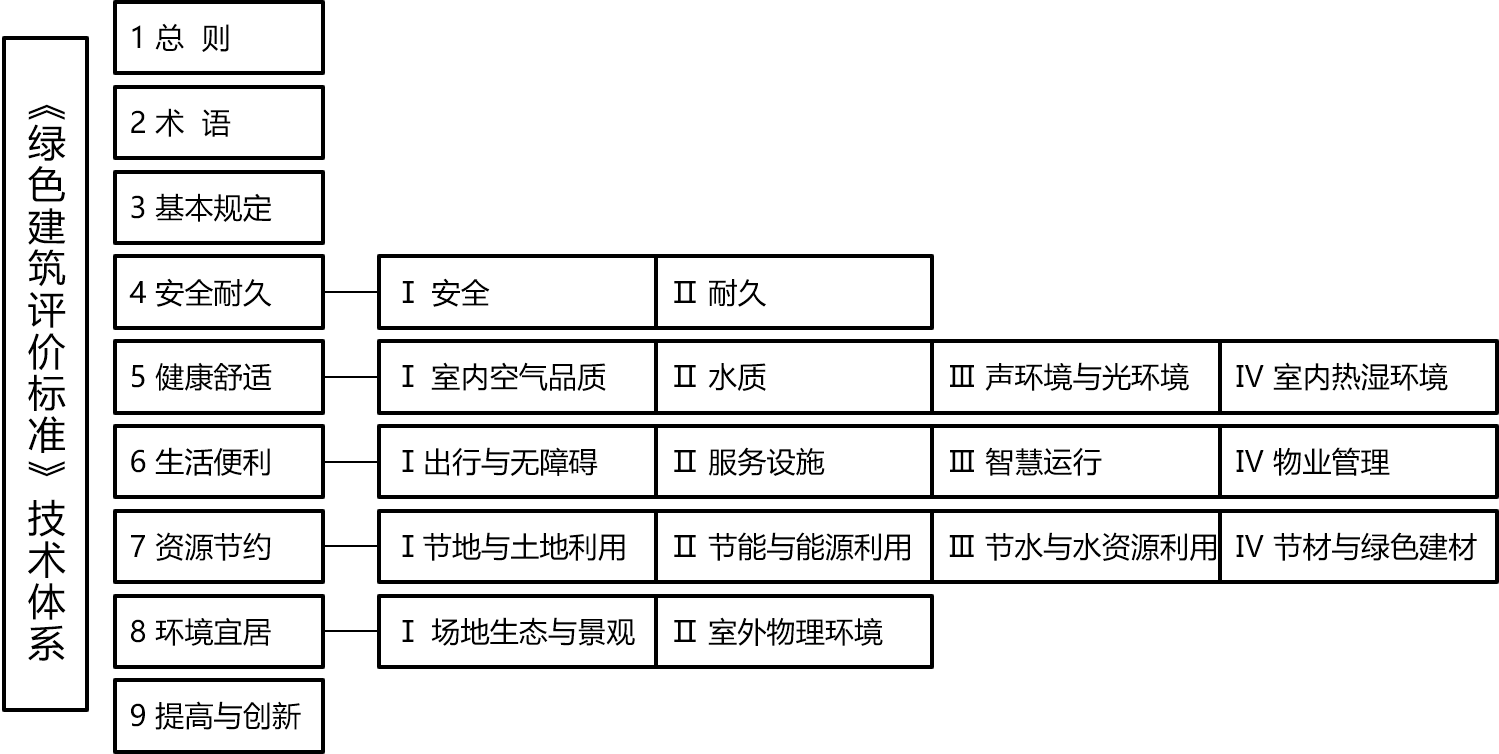 《绿色建筑评价标准》技术体系
1 总 则
2 术 语
3 基本规定
4 安全耐久
Ⅰ 安全
Ⅱ 耐久
5 健康舒适
Ⅰ 室内空气品质
Ⅱ 水质
Ⅲ 声环境与光环境
Ⅳ 室内热湿环境
6 生活便利
Ⅰ 出行与无障碍
Ⅱ 服务设施
Ⅲ 智慧运行
Ⅳ 物业管理
7 资源节约
Ⅰ 节地与土地利用
Ⅱ 节能与能源利用
Ⅲ 节水与水资源利用
Ⅳ 节材与绿色建材
8 环境宜居
Ⅰ 场地生态与景观
Ⅱ 室外物理环境
9 提高与创新